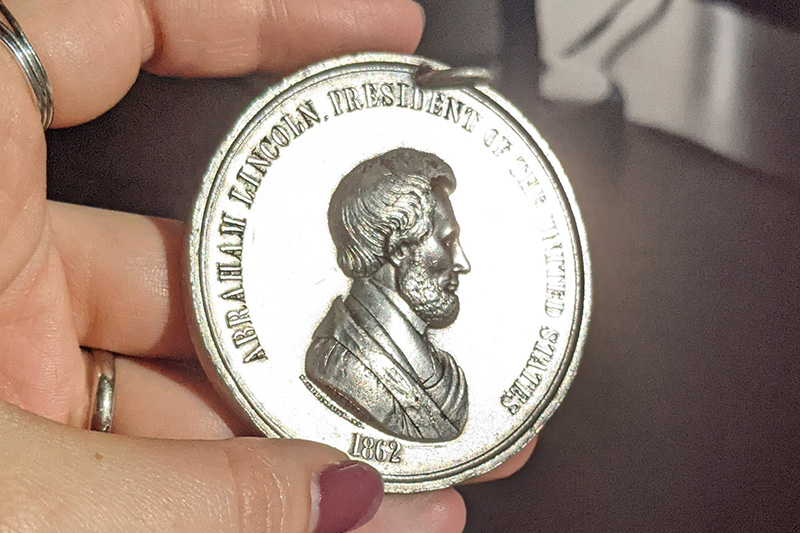 ABRAHAM LINCOLN, PRESIDENT OF THE UNITED STATES
1862